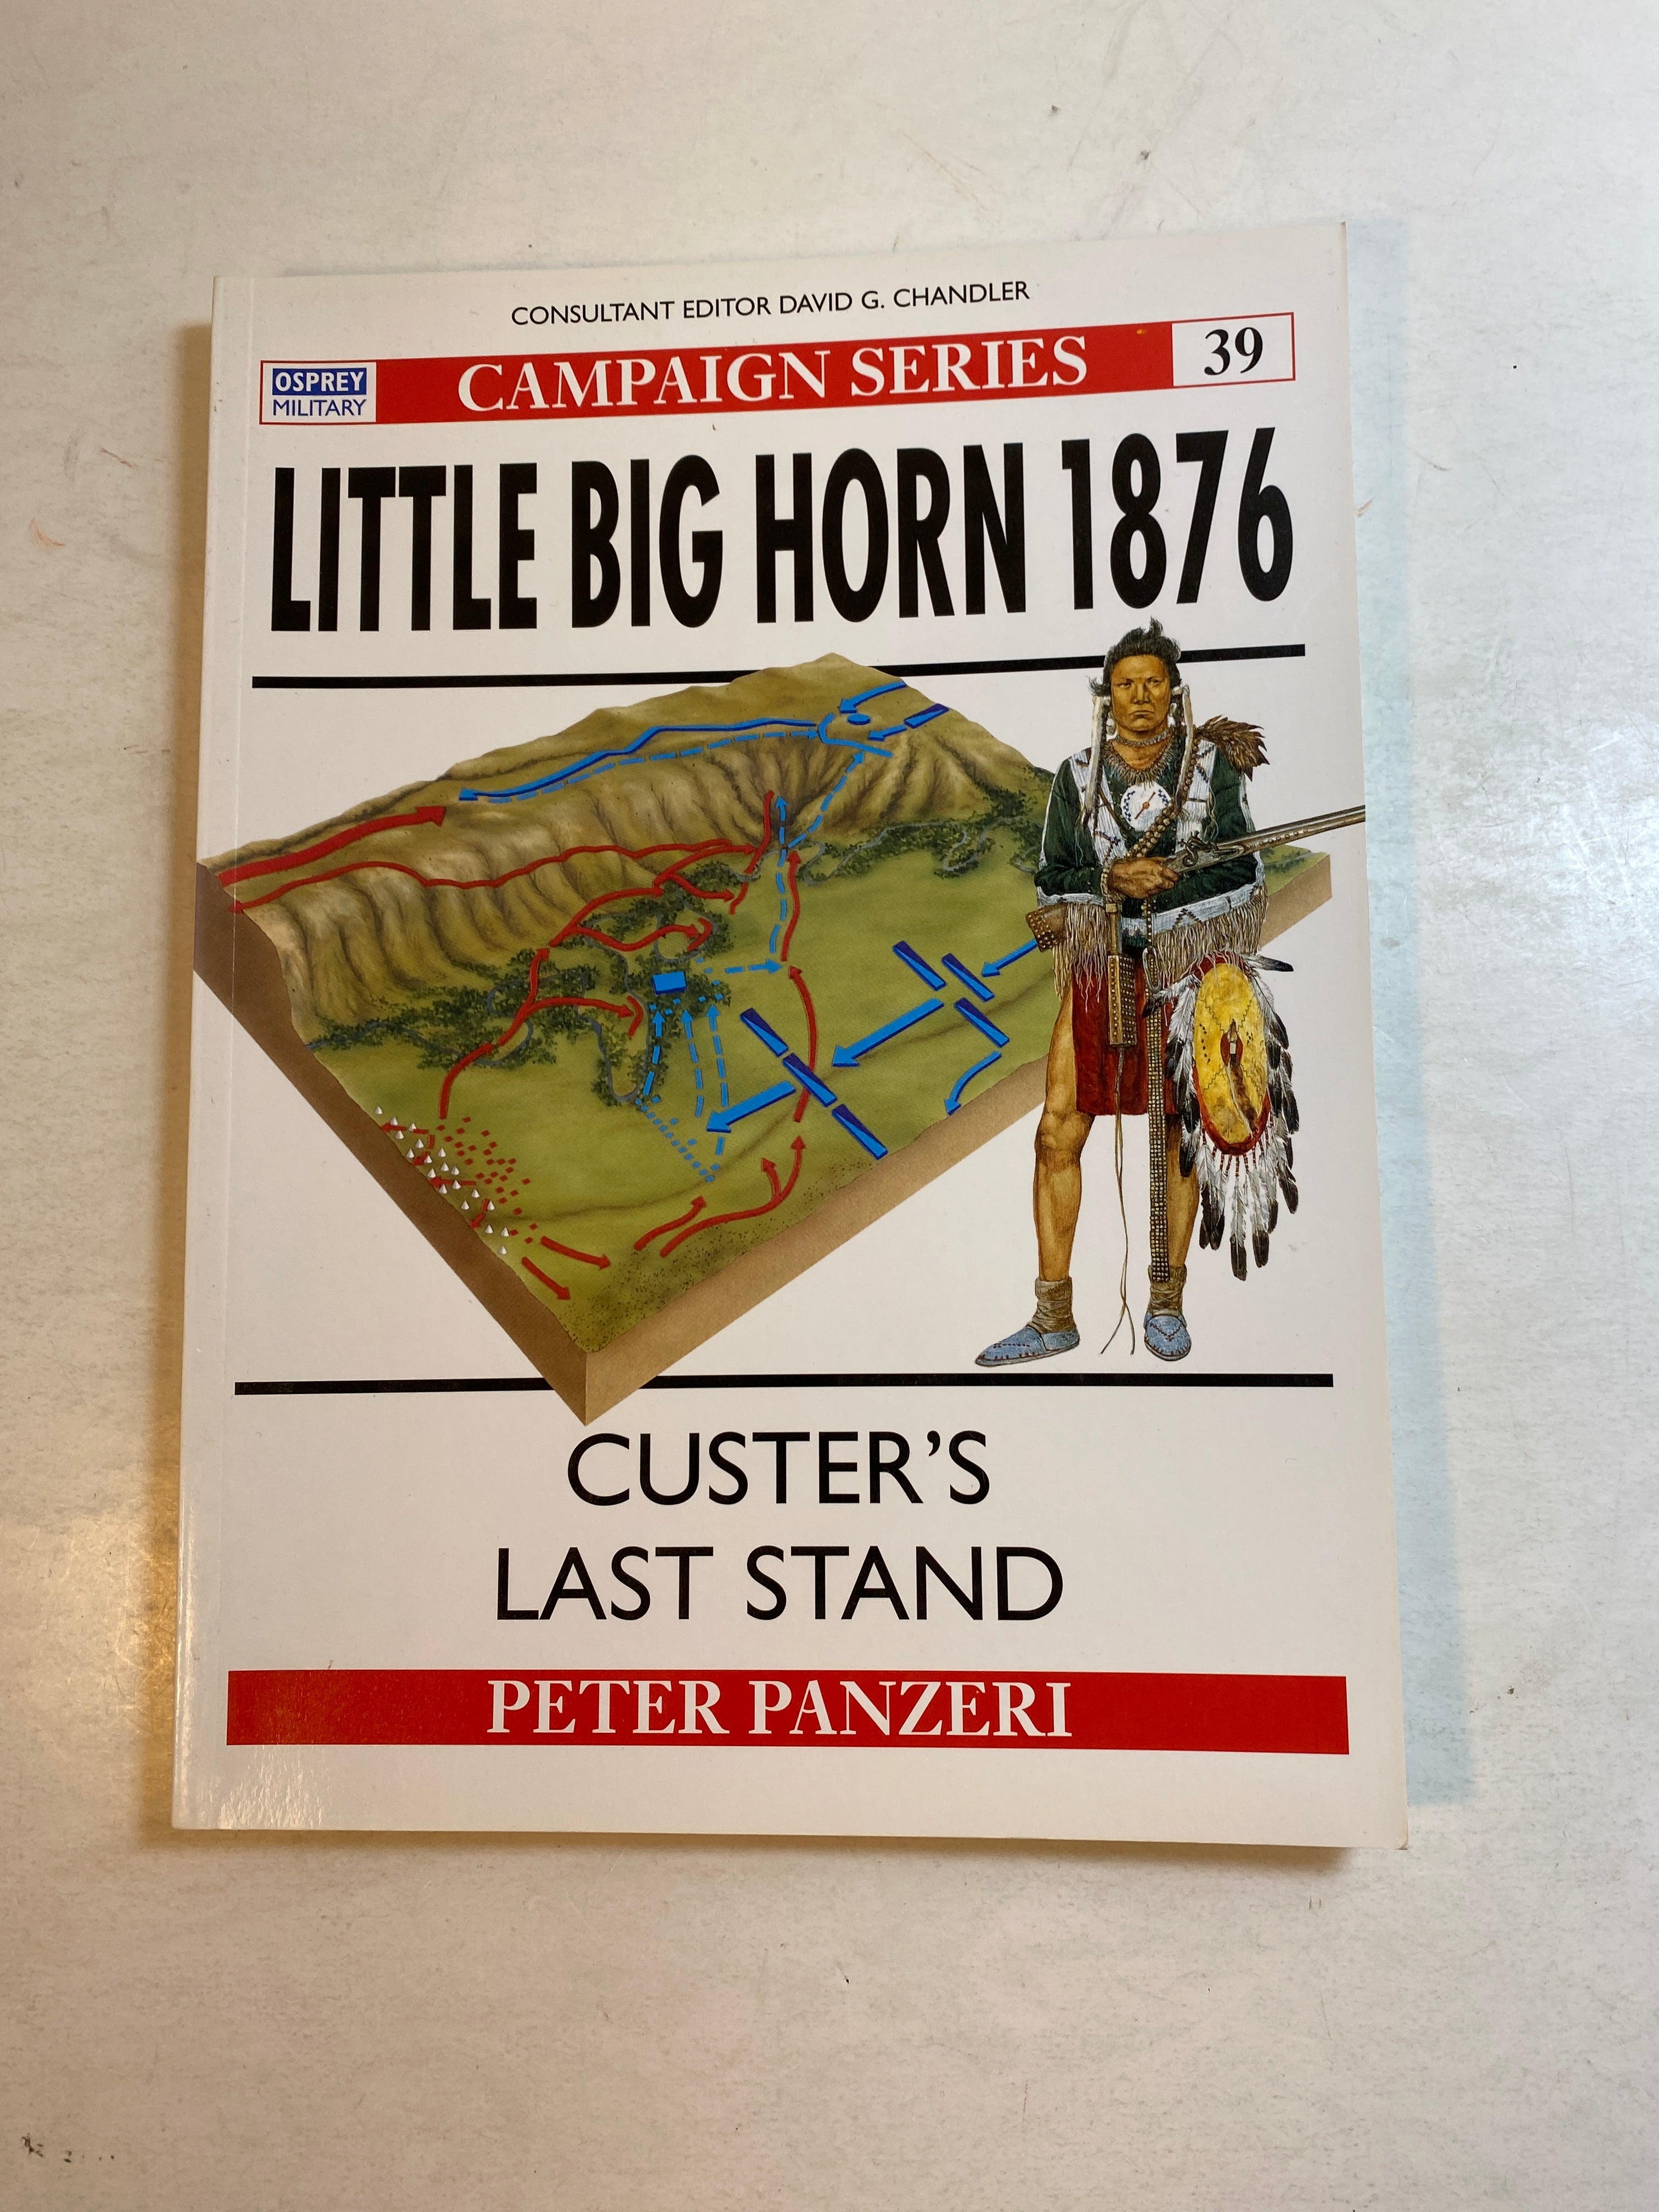 CONSULTANT EDITOR DAVID G. CHANDLER
OSPREY
MILITARY
CAMPAIGN SERIES
39
LITTLE BIG HORN 1876
CUSTER'S
LAST STAND
PETER PANZERI